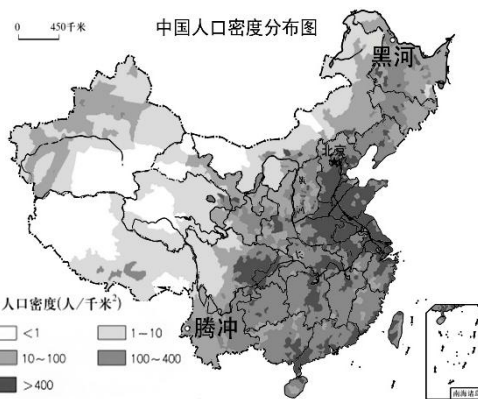 0 450千米
中国人口密度分布图
黑河
北京
腾冲
人口密度(人/千米²)
<1
1-10
10~100
100~400
>400
南海诸岛